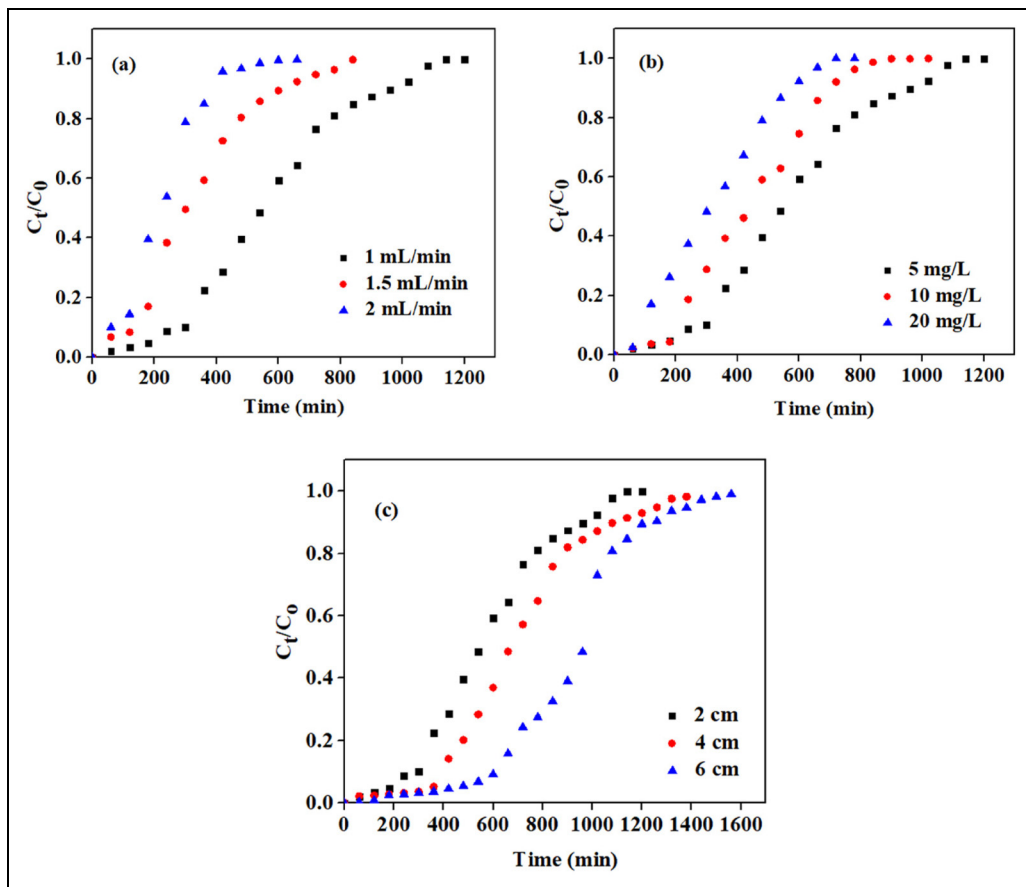 (a)
1.0
0.8
0.6
0.4
0.2
0.0
Ct/C0
1 mL/min
1.5 mL/min
2 mL/min
0 200 400 600 800 1000 1200
Time (min)
(b)
1.0
0.8
0.6
0.4
0.2
0.0
Ct/C0
5 mg/L
10 mg/L
20 mg/L
0 200 400 600 800 1000 1200
Time (min)
(c)
1.0
0.8
0.6
0.4
0.2
0.0
Ct/C0
2 cm
4 cm
6 cm
0 200 400 600 800 1000 1200 1400 1600
Time (min)